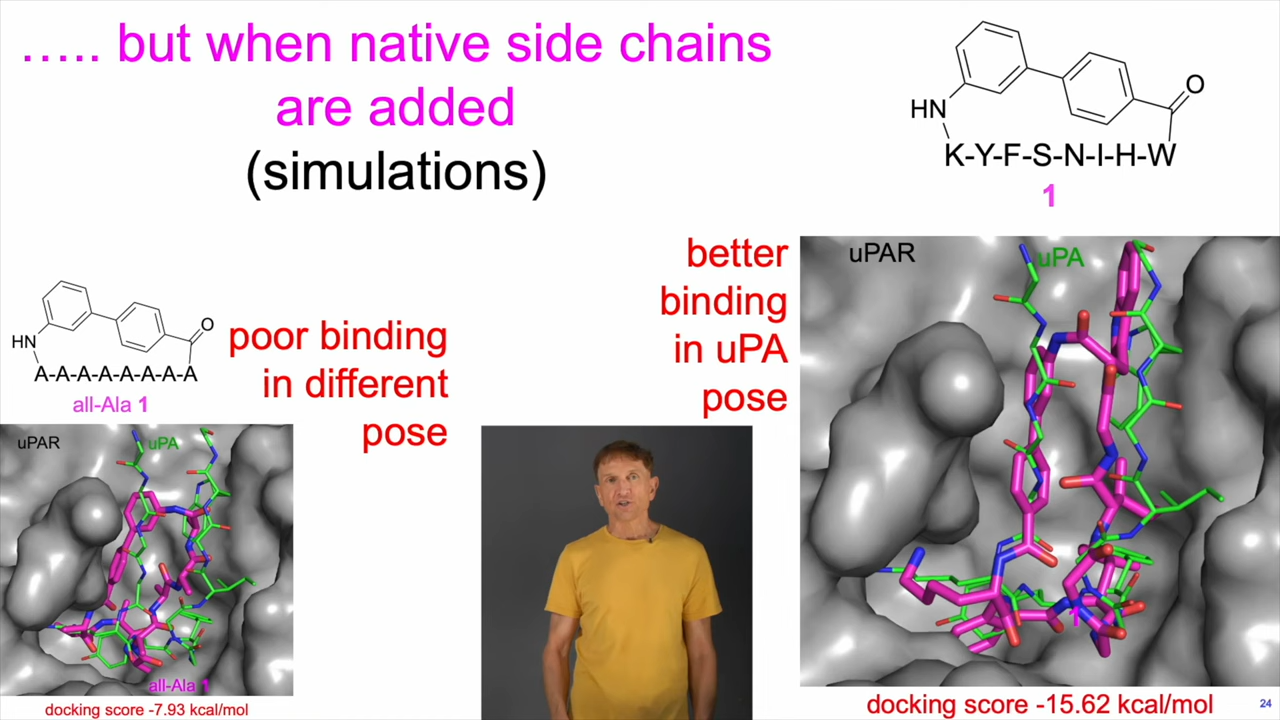 ….. but when native side chains
are added
(simulations)
HN
O
K-Y-F-S-N-I-H-W
1
better
binding
in uPA
pose
uPAR
uPA
1
docking score -15.62 kcal/mol
HN
O
A-A-A-A-A-A-A-A
all-Ala 1
poor binding
in different
pose
uPAR
uPA
all-Ala 1
docking score -7.93 kcal/mol
24